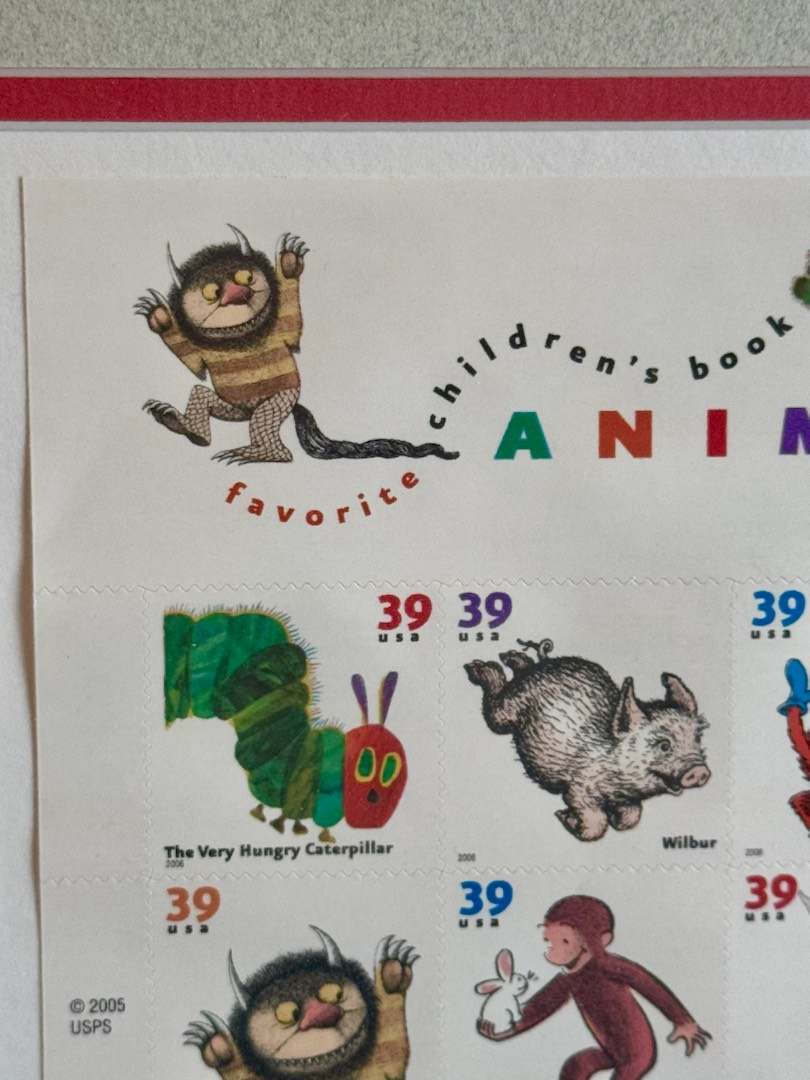 favorite children's book
ANIM
39
usa
39
usa
39
usa
The Very Hungry Caterpillar
2006
Wilbur
2006
2006
39
usa
39
usa
39
usa
© 2005
USPS